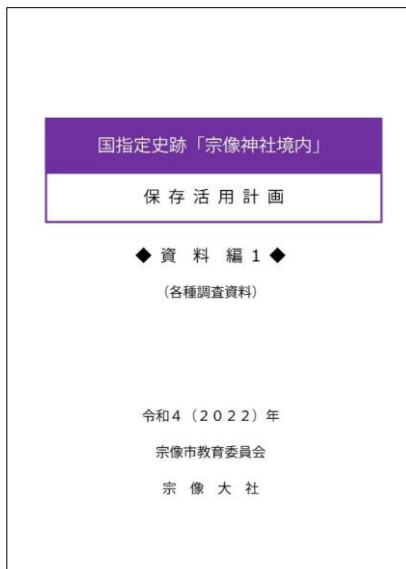 国指定史跡「宗像神社境内」
保存活用計画
◆ 資 料 編 1 ◆
（各種調査資料）
令和４（２０２２）年
宗像市教育委員会
宗 像 大 社